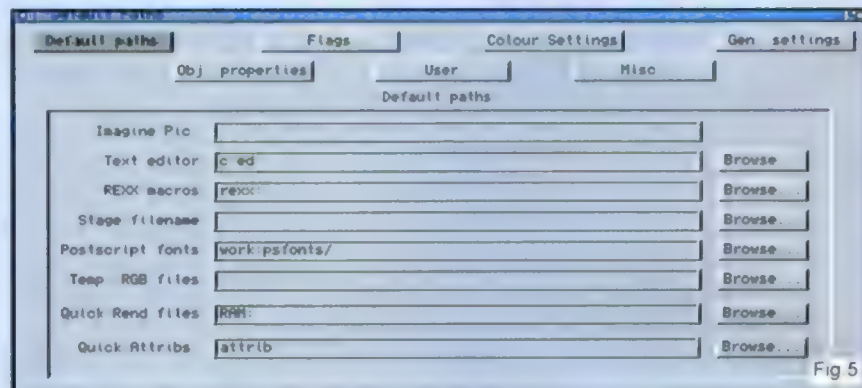 Default Paths
Default paths Flags Colour Settings Gen settings
Obj properties User Misc
Default paths
Imagine Pic
Text editor c ed Browse...
REXX macros rexx: Browse...
Stage filename Browse...
Postscript fonts work:psfonts/ Browse...
Temp RGB files Browse...
Quick Rend files RAM: Browse...
Quick Attribs attrib Browse...
Fig 5